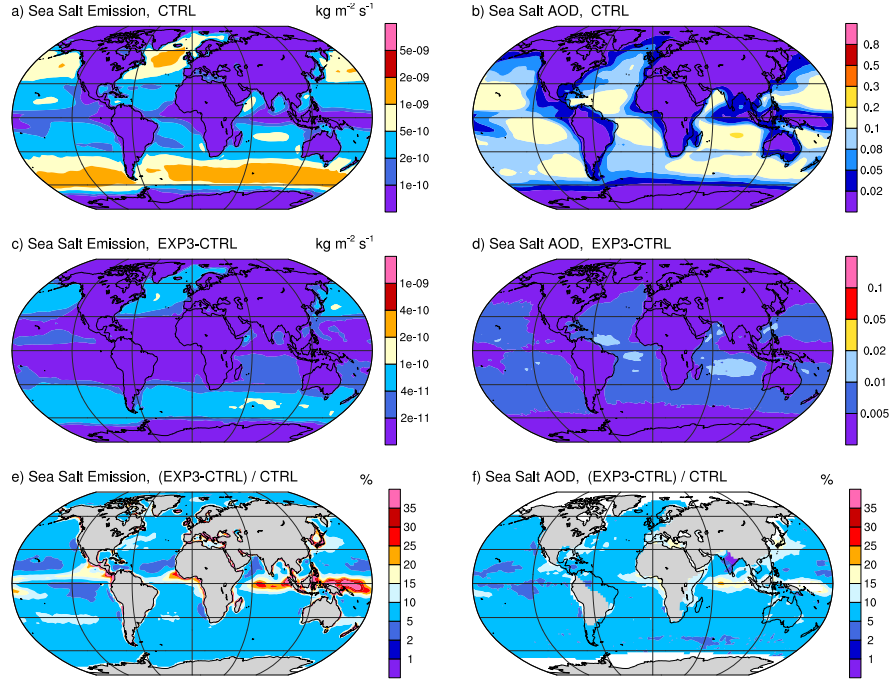 a) Sea Salt Emission, CTRL kg m⁻² s⁻¹
5e-09
2e-09
1e-09
5e-10
2e-10
1e-10
b) Sea Salt AOD, CTRL
0.8
0.5
0.3
0.2
0.1
0.08
0.05
0.02
c) Sea Salt Emission, EXP3-CTRL kg m⁻² s⁻¹
1e-09
4e-10
2e-10
1e-10
4e-11
2e-11
d) Sea Salt AOD, EXP3-CTRL
0.1
0.05
0.02
0.02
0.01
0.005
e) Sea Salt Emission, (EXP3-CTRL) / CTRL %
35
30
25
20
15
10
5
2
1
f) Sea Salt AOD, (EXP3-CTRL) / CTRL %
35
30
25
20
15
10
5
2
1